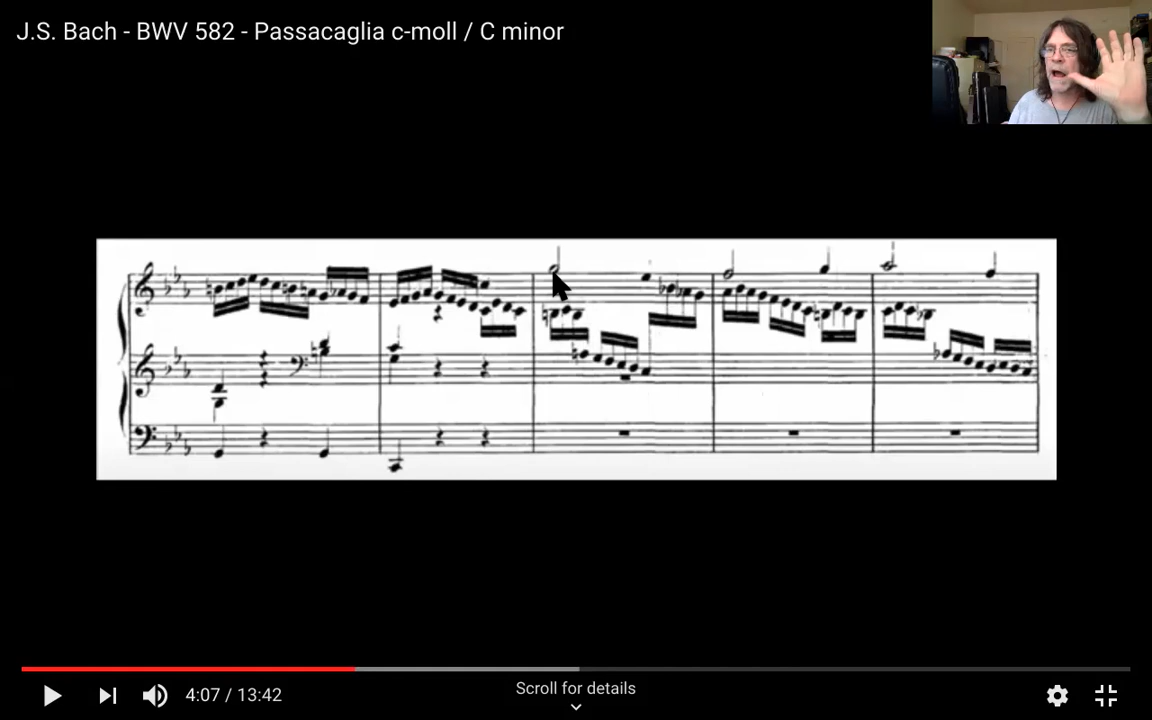 J.S. Bach - BWV 582 - Passacaglia c-moll / C minor
4:07 / 13:42
Scroll for details